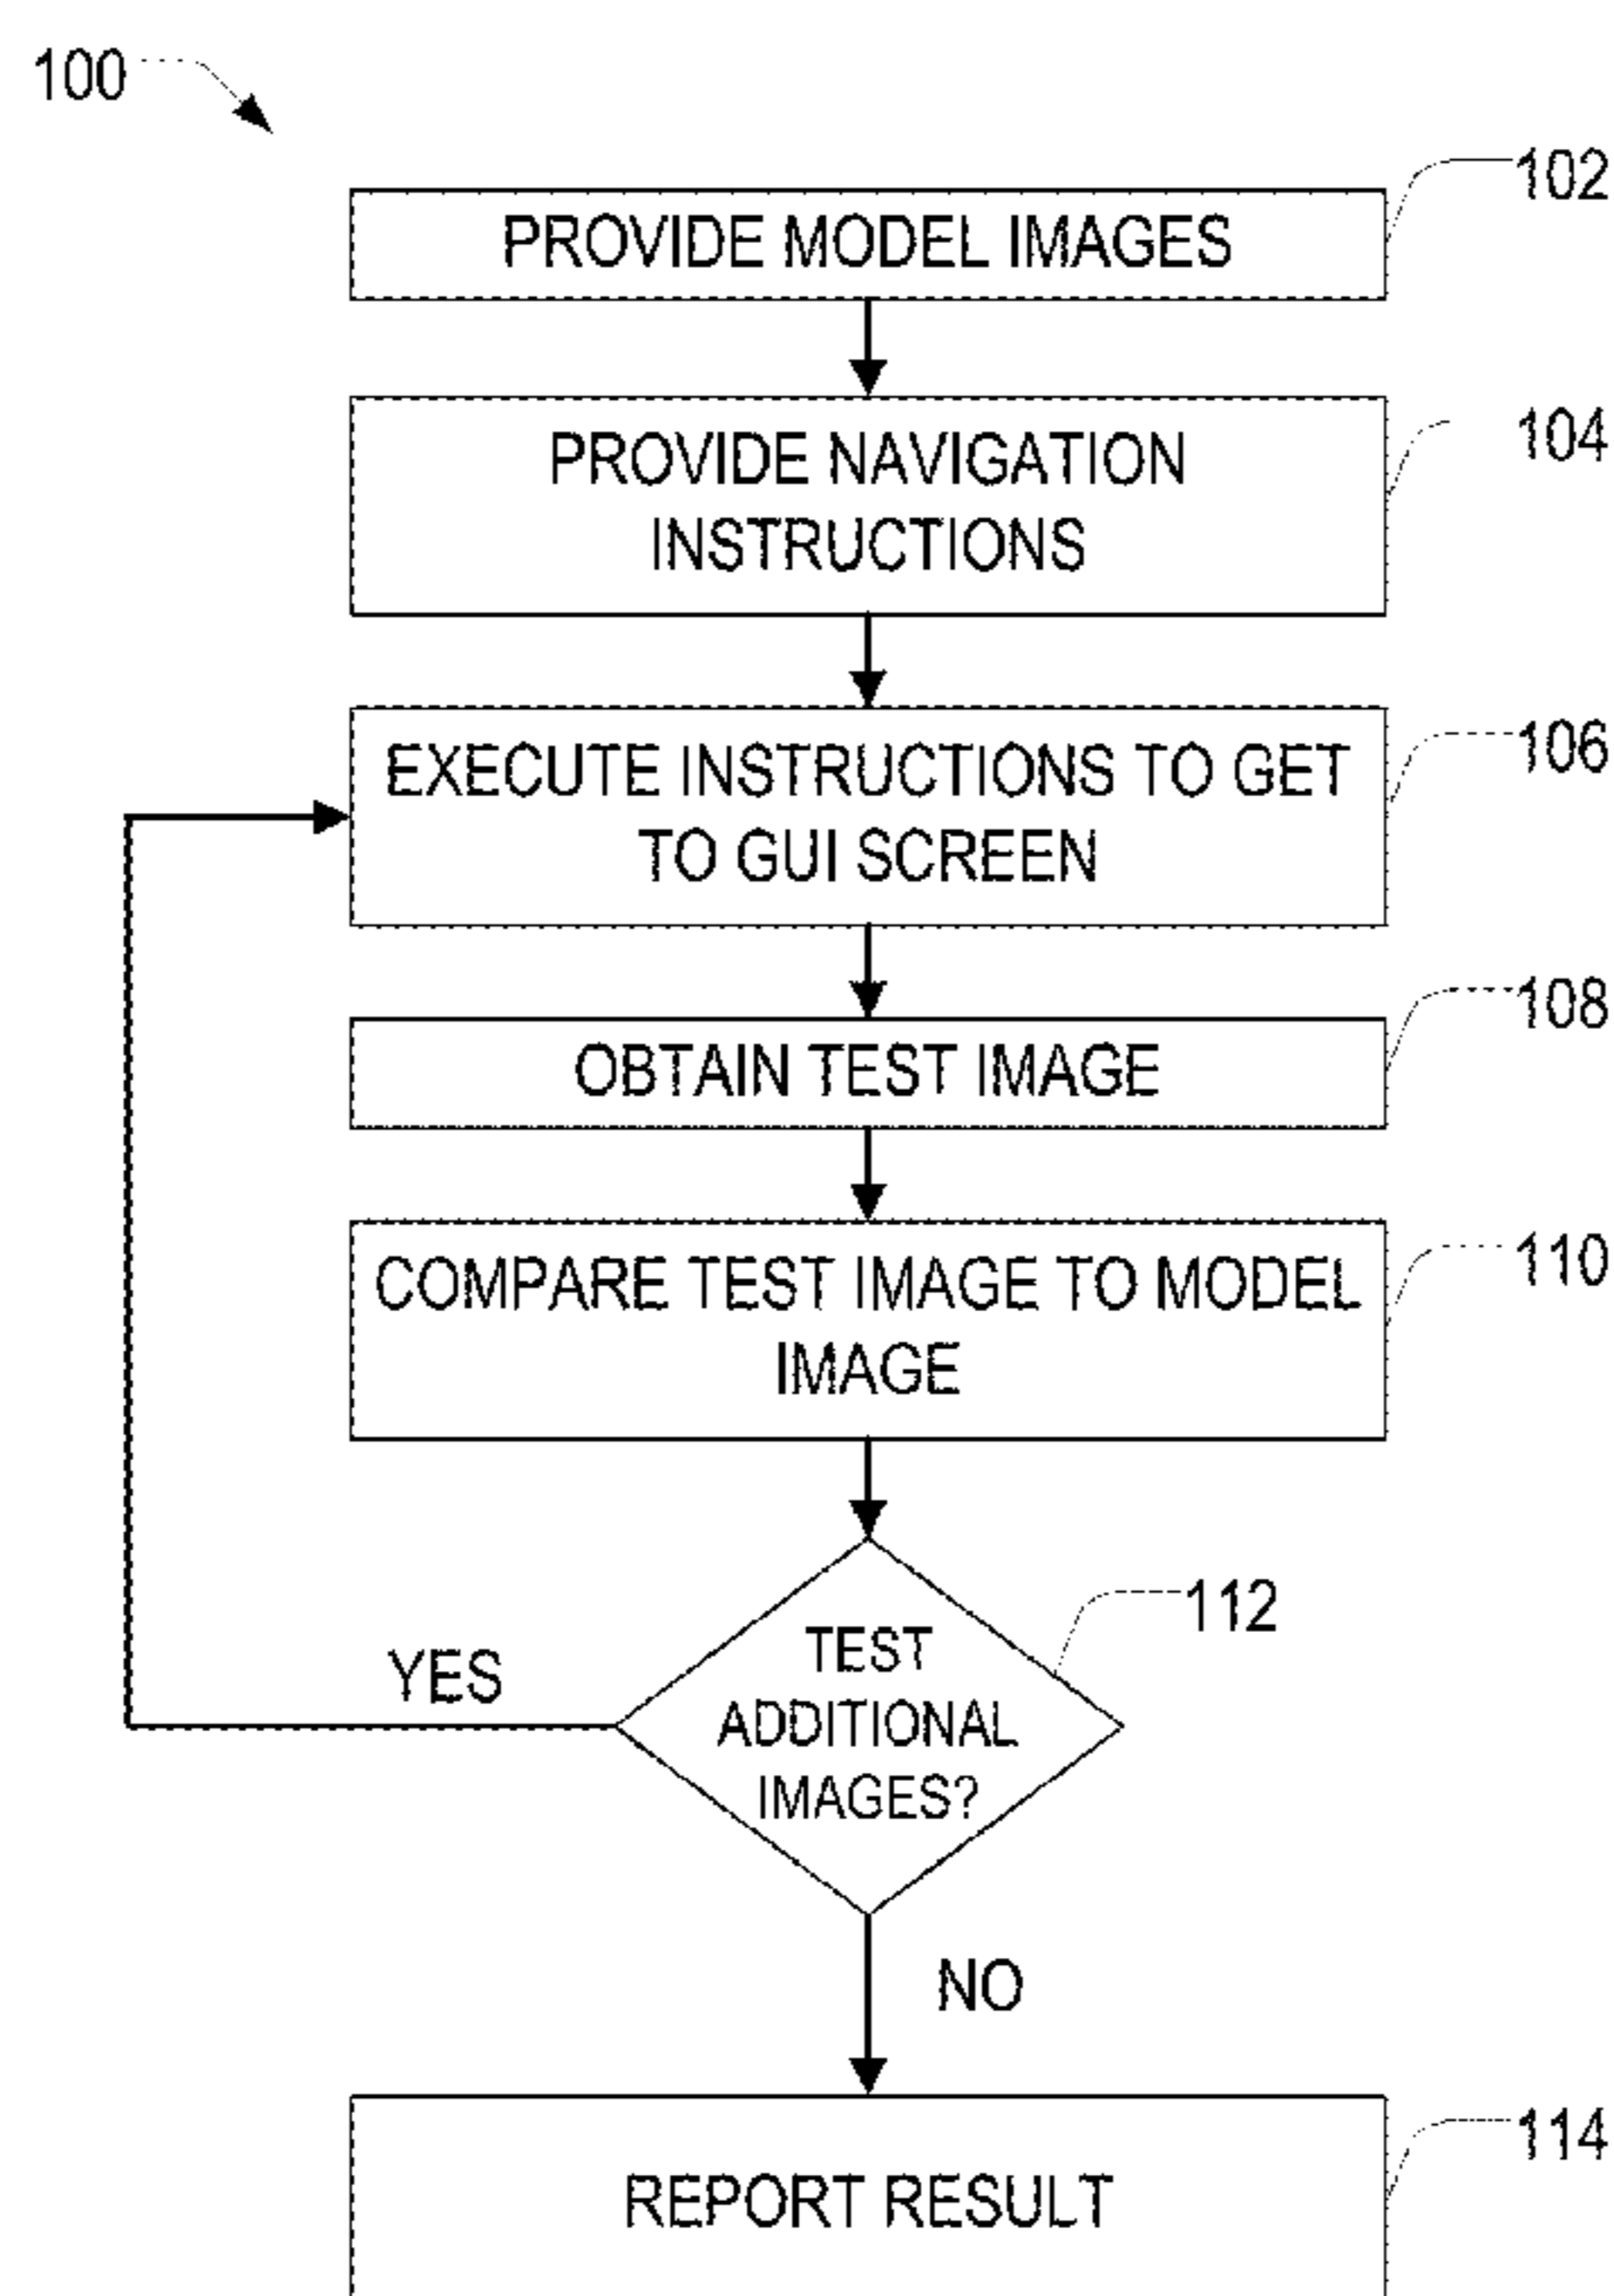 100
102
PROVIDE MODEL IMAGES
104
PROVIDE NAVIGATION
INSTRUCTIONS
106
EXECUTE INSTRUCTIONS TO GET
TO GUI SCREEN
108
OBTAIN TEST IMAGE
110
COMPARE TEST IMAGE TO MODEL
IMAGE
112
TEST
ADDITIONAL
IMAGES?
YES
NO
114
REPORT RESULT